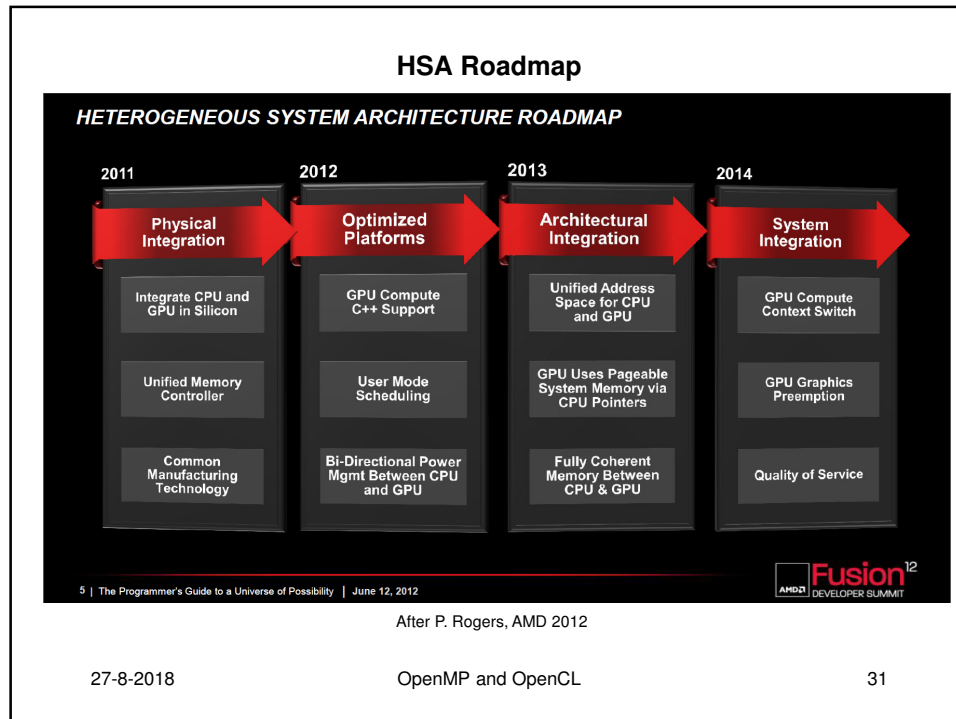 HSA Roadmap
HETEROGENEOUS SYSTEM ARCHITECTURE ROADMAP
2011
Physical
Integration
Integrate CPU and
GPU in Silicon
Unified Memory
Controller
Common
Manufacturing
Technology
2012
Optimized
Platforms
GPU Compute
C++ Support
User Mode
Scheduling
Bi-Directional Power
Mgmt Between CPU
and GPU
2013
Architectural
Integration
Unified Address
Space for CPU
and GPU
GPU Uses Pageable
System Memory via
CPU Pointers
Fully Coherent
Memory Between
CPU & GPU
2014
System
Integration
GPU Compute
Context Switch
GPU Graphics
Preemption
Quality of Service
5 | The Programmer's Guide to a Universe of Possibility | June 12, 2012
AMD Fusion12
DEVELOPER SUMMIT
After P. Rogers, AMD 2012
27-8-2018 OpenMP and OpenCL 31